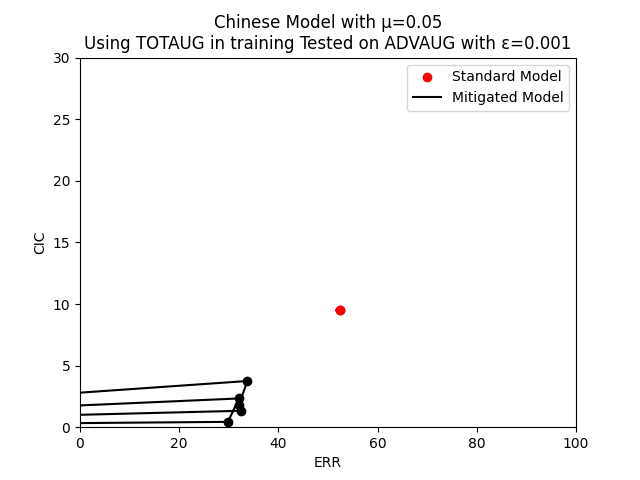 Chinese Model with μ=0.05
Using TOTAUG in training Tested on ADVAUG with ε=0.001
Standard Model
Mitigated Model
30
25
20
15
10
5
0
CIC
0 20 40 60 80 100
ERR